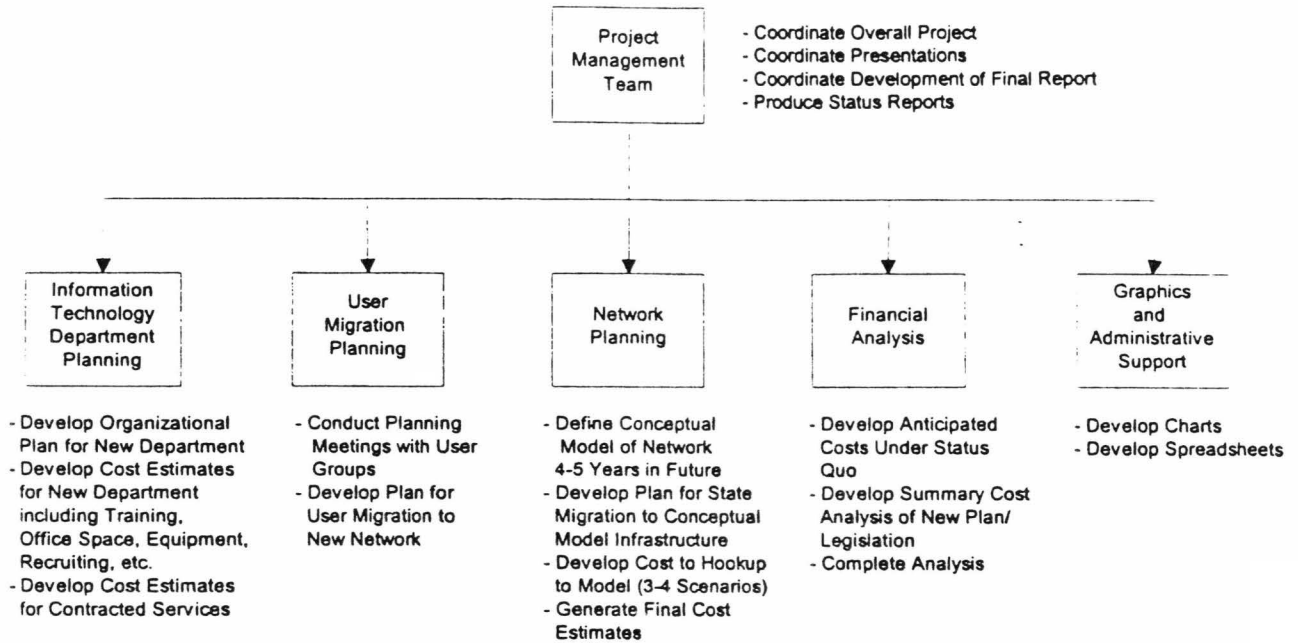 Project
Management
Team
- Coordinate Overall Project
- Coordinate Presentations
- Coordinate Development of Final Report
- Produce Status Reports
Information
Technology
Department
Planning
- Develop Organizational
Plan for New Department
- Develop Cost Estimates
for New Department
including Training,
Office Space, Equipment,
Recruiting, etc.
- Develop Cost Estimates
for Contracted Services
User
Migration
Planning
- Conduct Planning
Meetings with User
Groups
- Develop Plan for
User Migration to
New Network
Network
Planning
- Define Conceptual
Model of Network
4-5 Years in Future
- Develop Plan for State
Migration to Conceptual
Model Infrastructure
- Develop Cost to Hookup
to Model (3-4 Scenarios)
- Generate Final Cost
Estimates
Financial
Analysis
- Develop Anticipated
Costs Under Status
Quo
- Develop Summary Cost
Analysis of New Plan/
Legislation
- Complete Analysis
Graphics
and
Administrative
Support
- Develop Charts
- Develop Spreadsheets